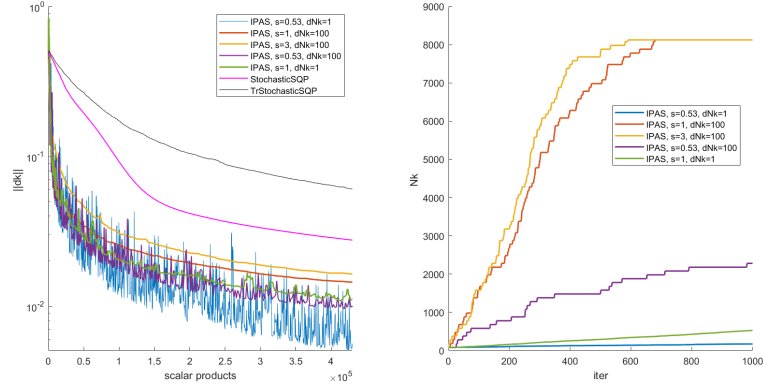 10^0
10^-1
10^-2
||dk||
IPAS, s=0.53, dNk=1
IPAS, s=1, dNk=100
IPAS, s=3, dNk=100
IPAS, s=0.53, dNk=100
IPAS, s=1, dNk=1
StochasticSQP
TrStochasticSQP
0 0.5 1 1.5 2 2.5 3 3.5 4
scalar products
×10^5
9000
8000
7000
6000
5000
4000
3000
2000
1000
0
Nk
IPAS, s=0.53, dNk=1
IPAS, s=1, dNk=100
IPAS, s=3, dNk=100
IPAS, s=0.53, dNk=100
IPAS, s=1, dNk=1
0 200 400 600 800 1000
iter